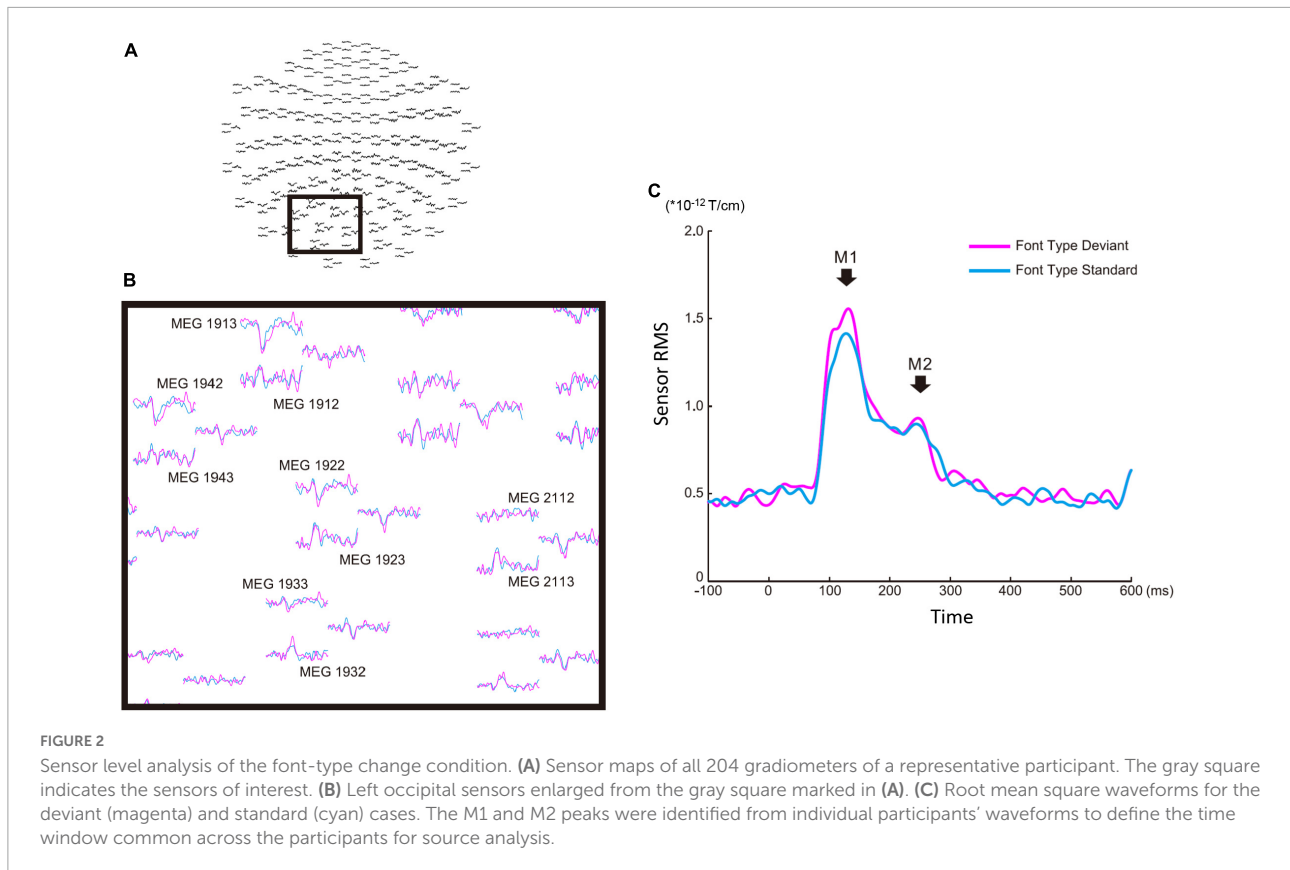 A
B
MEG 1913
MEG 1942
MEG 1912
MEG 1943
MEG 1922
MEG 2112
MEG 1923
MEG 2113
MEG 1933
MEG 1932
C
(*10-12 T/cm)
2.0
Font Type Deviant
Font Type Standard
M1
1.5
M2
Sensor RMS
1.0
0.5
0
-100 0 100 200 300 400 500 600 (ms)
Time
FIGURE 2
Sensor level analysis of the font-type change condition. (A) Sensor maps of all 204 gradiometers of a representative participant. The gray square
indicates the sensors of interest. (B) Left occipital sensors enlarged from the gray square marked in (A). (C) Root mean square waveforms for the
deviant (magenta) and standard (cyan) cases. The M1 and M2 peaks were identified from individual participants’ waveforms to define the time
window common across the participants for source analysis.